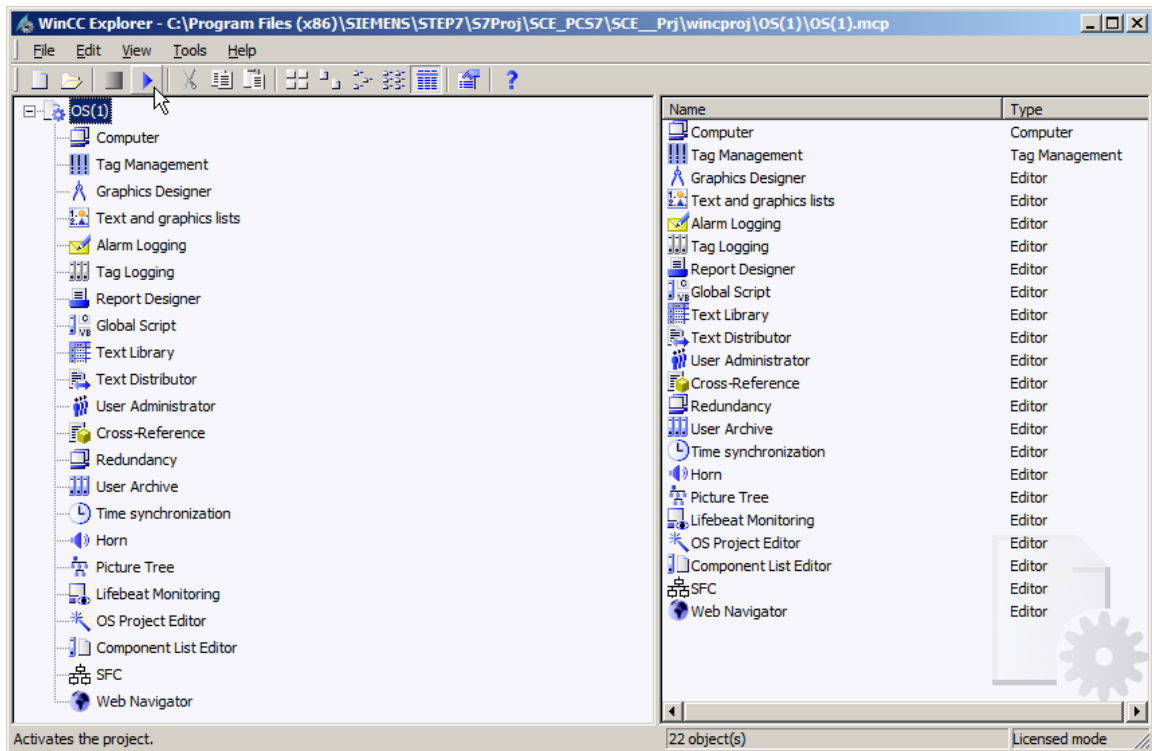 WinCC Explorer - C:\Program Files (x86)\SIEMENS\STEP7\S7Proj\SCE_PCS7\SCE__Prj\wincproj\OS(1)\OS(1).mcp
File Edit View Tools Help
OS(1)
Computer
Tag Management
Graphics Designer
Text and graphics lists
Alarm Logging
Tag Logging
Report Designer
Global Script
Text Library
Text Distributor
User Administrator
Cross-Reference
Redundancy
User Archive
Time synchronization
Horn
Picture Tree
Lifebeat Monitoring
OS Project Editor
Component List Editor
SFC
Web Navigator
Name Type
Computer Computer
Tag Management Tag Management
Graphics Designer Editor
Text and graphics lists Editor
Alarm Logging Editor
Tag Logging Editor
Report Designer Editor
Global Script Editor
Text Library Editor
Text Distributor Editor
User Administrator Editor
Cross-Reference Editor
Redundancy Editor
User Archive Editor
Time synchronization Editor
Horn Editor
Picture Tree Editor
Lifebeat Monitoring Editor
OS Project Editor Editor
Component List Editor Editor
SFC Editor
Web Navigator Editor
Activates the project. 22 object(s) Licensed mode